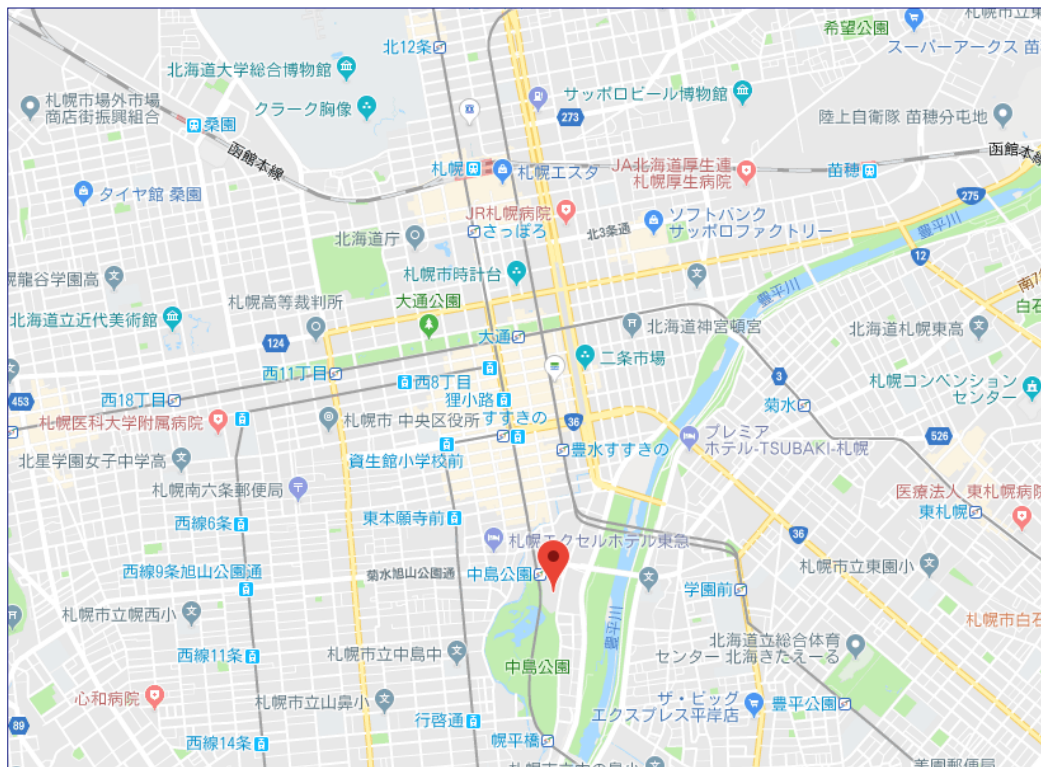 希望公園
札幌市立東
スーパーアークス 苗
北12条
北海道大学総合博物館
サッポロビール博物館
札幌市場外市場
商店街振興組合
クラーク胸像
273
陸上自衛隊 苗穂分屯地
桑園
函館本線
函館本線
札幌
札幌エスタ
JA北海道厚生連
札幌厚生病院
苗穂
タイヤ館 桑園
275
JR札幌病院
ソフトバンク
サッポロファクトリー
北海道庁
さっぽろ
北3条通
豊平川
12
幌龍谷学園高
札幌市時計台
豊平川
南7条
札幌高等裁判所
大通公園
白石
北海道立近代美術館
北海道神宮頓宮
北海道札幌東高
124
大通
二条市場
西11丁目
西8丁目
3
札幌コンベンション
センター
453
西18丁目
狸小路
菊水
札幌医科大学附属病院
札幌市 中央区役所
すすきの
36
プレミア
ホテル-TSUBAKI-札幌
526
北星学園女子中学高
資生館小学校前
豊水すすきの
札幌南六条郵便局
医療法人 東札幌病院
西線6条
東本願寺前
東札幌
札幌エクセルホテル東急
36
西線9条旭山公園通
菊水旭山公園通
中島公園
学園前
札幌市立東園小
札幌市立幌西小
豊平川
札幌市白石
西線11条
札幌市立中島中
中島公園
北海道立総合体育
センター 北海きたえーる
心和病院
札幌市立山鼻小
ザ・ビッグ
エクスプレス平岸店
豊平公園
89
行啓通
西線14条
幌平橋
美園郵便局